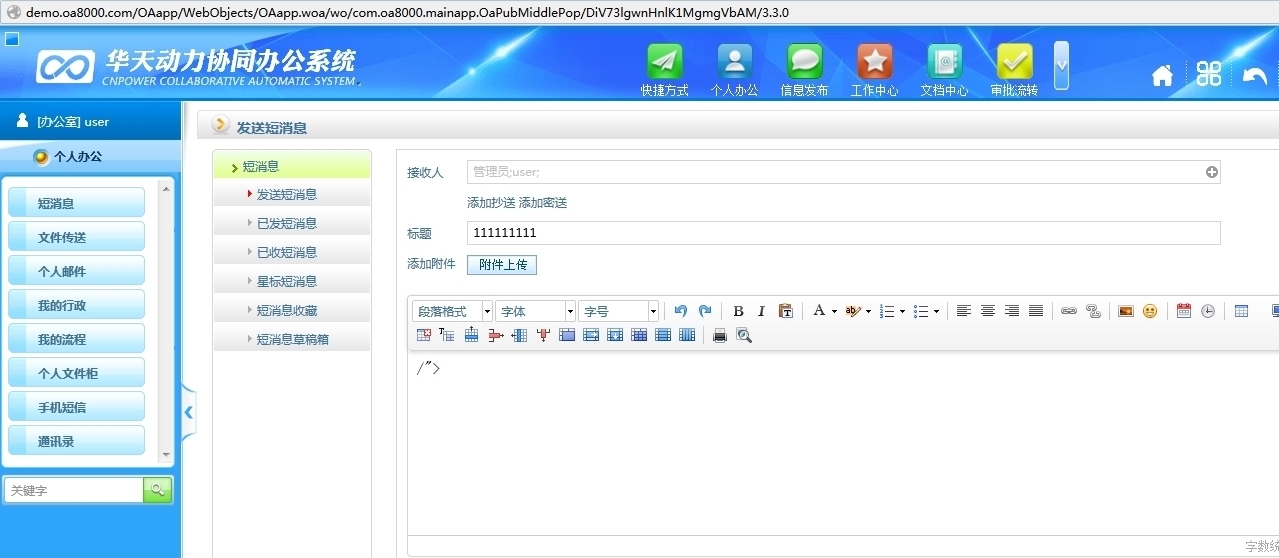 demo.oa8000.com/OAapp/WebObjects/OAapp.woa/wo/com.oa8000.mainapp.OaPubMiddlePop/DiV73lgwnHnlK1MgmgVbAM/3.3.0
华天动力协同办公系统
CNPOWER COLLABORATIVE AUTOMATIC SYSTEM
快捷方式 个人办公 信息发布 工作中心 文档中心 审批流转
[办公室] user
个人办公
短消息
文件传送
个人邮件
我的行政
我的流程
个人文件柜
手机短信
通讯录
关键字
发送短消息
短消息
发送短消息
已发短消息
已收短消息
星标短消息
短消息收藏
短消息草稿箱
接收人 管理员;user;
添加抄送 添加密送
标题 111111111
添加附件 附件上传
段落格式 字体 字号
/">
字数统